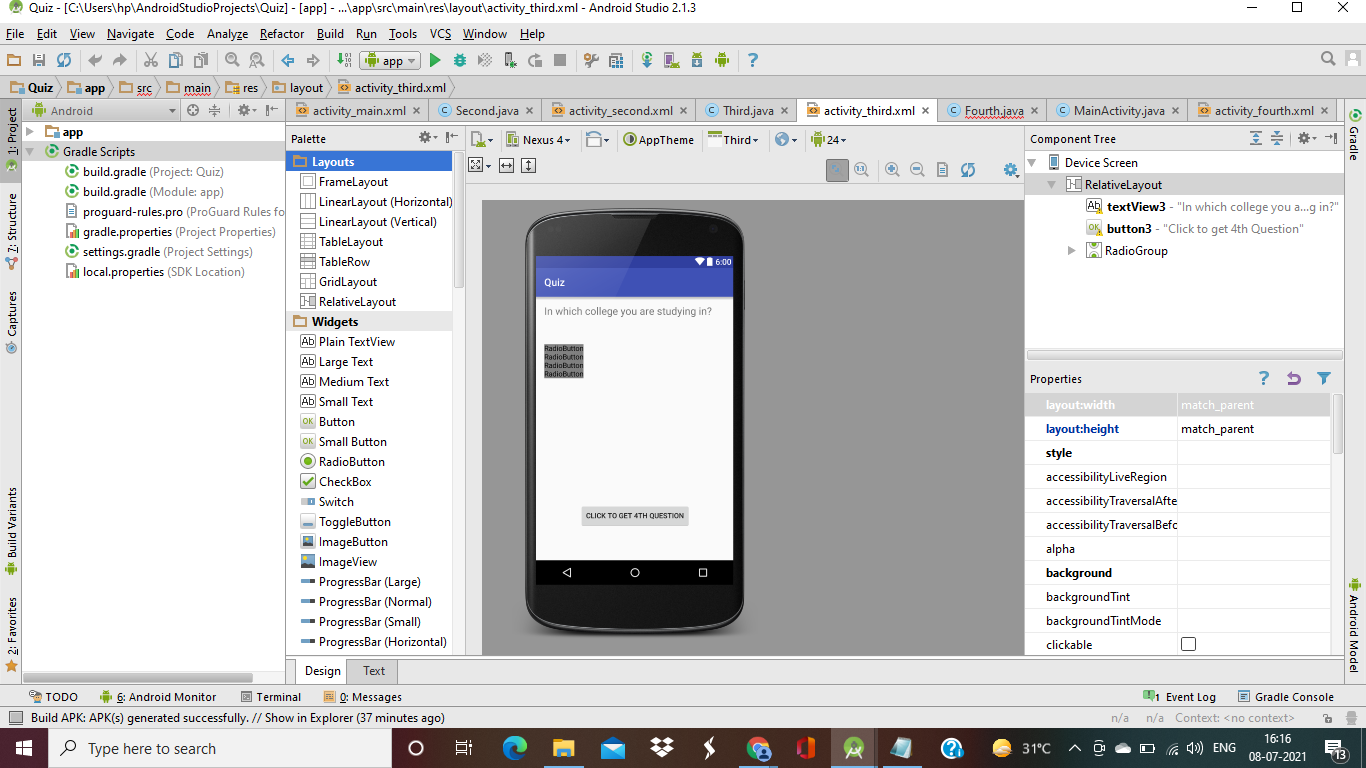 Quiz - [C:\Users\hp\AndroidStudioProjects\Quiz] - [app] - ...\app\src\main\res\layout\activity_third.xml - Android Studio 2.1.3
File Edit View Navigate Code Analyze Refactor Build Run Tools VCS Window Help
app
Quiz app src main res layout activity_third.xml
Android
activity_main.xml Second.java activity_second.xml Third.java activity_third.xml Fourth.java MainActivity.java activity_fourth.xml
1: Project
7: Structure
Captures
Build Variants
2: Favorites
app
Gradle Scripts
build.gradle (Project: Quiz)
build.gradle (Module: app)
proguard-rules.pro (ProGuard Rules fo
gradle.properties (Project Properties)
settings.gradle (Project Settings)
local.properties (SDK Location)
Palette
Layouts
FrameLayout
LinearLayout (Horizontal)
LinearLayout (Vertical)
TableLayout
TableRow
GridLayout
RelativeLayout
Widgets
Ab Plain TextView
Ab Large Text
Ab Medium Text
Ab Small Text
OK Button
OK Small Button
RadioButton
CheckBox
Switch
ToggleButton
ImageButton
ImageView
ProgressBar (Large)
ProgressBar (Normal)
ProgressBar (Small)
ProgressBar (Horizontal)
Nexus 4 AppTheme Third 24
1:1
6:00
Quiz
In which college you are studying in?
RadioButton
RadioButton
RadioButton
RadioButton
CLICK TO GET 4TH QUESTION
Design Text
Component Tree
Device Screen
RelativeLayout
Ab textView3 - "In which college you a...g in?"
OK button3 - "Click to get 4th Question"
RadioGroup
Properties
layout:width match_parent
layout:height match_parent
style
accessibilityLiveRegion
accessibilityTraversalAfte
accessibilityTraversalBefo
alpha
background
backgroundTint
backgroundTintMode
clickable
Gradle
Android Model
TODO 6: Android Monitor Terminal 0: Messages 1 Event Log Gradle Console
Build APK: APK(s) generated successfully. // Show in Explorer (37 minutes ago) n/a n/a Context: <no context>
Type here to search
31°C ENG 16:16
08-07-2021
13